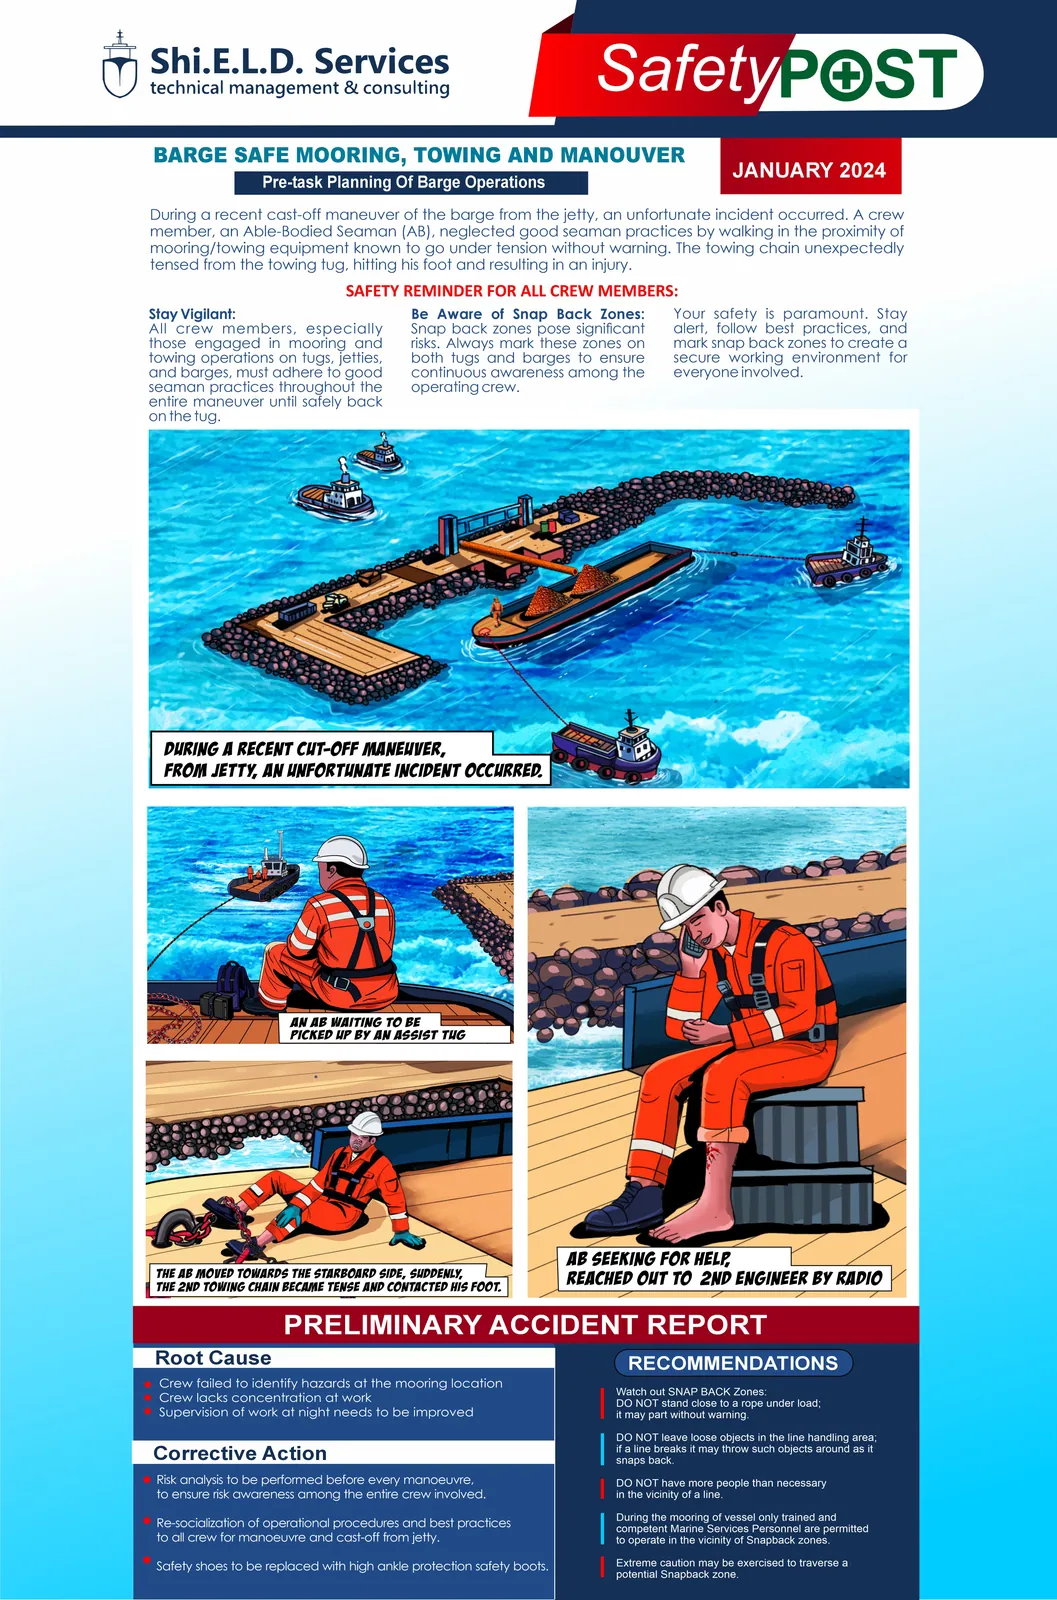 Shi.E.L.D. Services
technical management & consulting
SafetyPOST
BARGE SAFE MOORING, TOWING AND MANOUVER
Pre-task Planning Of Barge Operations
JANUARY 2024
During a recent cast-off maneuver of the barge from the jetty, an unfortunate incident occurred. A crew
member, an Able-Bodied Seaman (AB), neglected good seaman practices by walking in the proximity of
mooring/towing equipment known to go under tension without warning. The towing chain unexpectedly
tensed from the towing tug, hitting his foot and resulting in an injury.
SAFETY REMINDER FOR ALL CREW MEMBERS:
Stay Vigilant:
All crew members, especially
those engaged in mooring and
towing operations on tugs, jetties,
and barges, must adhere to good
seaman practices throughout the
entire maneuver until safely back
on the tug.
Be Aware of Snap Back Zones:
Snap back zones pose significant
risks. Always mark these zones on
both tugs and barges to ensure
continuous awareness among the
operating crew.
Your safety is paramount. Stay
alert, follow best practices, and
mark snap back zones to create a
secure working environment for
everyone involved.
DURING A RECENT CUT-OFF MANEUVER,
FROM JETTY, AN UNFORTUNATE INCIDENT OCCURRED.
AN AB WAITING TO BE
PICKED UP BY AN ASSIST TUG
THE AB MOVED TOWARDS THE STARBOARD SIDE, SUDDENLY,
THE 2ND TOWING CHAIN BECAME TENSE AND CONTACTED HIS FOOT.
AB SEEKING FOR HELP,
REACHED OUT TO 2ND ENGINEER BY RADIO
PRELIMINARY ACCIDENT REPORT
Root Cause
Crew failed to identify hazards at the mooring location
Crew lacks concentration at work
Supervision of work at night needs to be improved
Corrective Action
Risk analysis to be performed before every manoeuvre,
to ensure risk awareness among the entire crew involved.
Re-socialization of operational procedures and best practices
to all crew for manoeuvre and cast-off from jetty.
Safety shoes to be replaced with high ankle protection safety boots.
RECOMMENDATIONS
Watch out SNAP BACK Zones:
DO NOT stand close to a rope under load;
it may part without warning.
DO NOT leave loose objects in the line handling area;
if a line breaks it may throw such objects around as it
snaps back.
DO NOT have more people than necessary
in the vicinity of a line.
During the mooring of vessel only trained and
competent Marine Services Personnel are permitted
to operate in the vicinity of Snapback zones.
Extreme caution may be exercised to traverse a
potential Snapback zone.